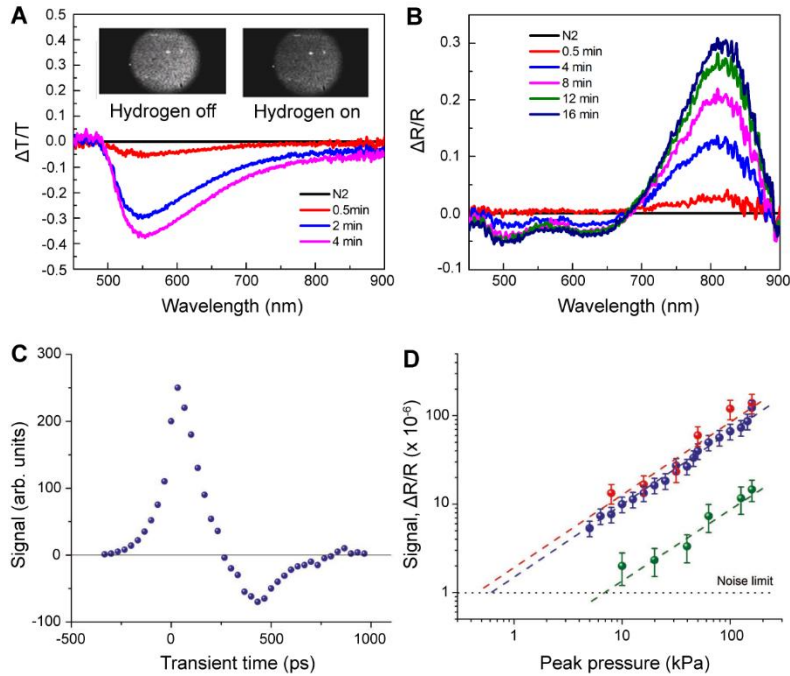 A
ΔT/T
0.5
0.4
0.3
0.2
0.1
0.0
-0.1
-0.2
-0.3
-0.4
-0.5
Hydrogen off
Hydrogen on
N2
0.5min
2 min
4 min
500 600 700 800 900
Wavelength (nm)
B
ΔR/R
0.3
0.2
0.1
0.0
-0.1
N2
0.5 min
4 min
8 min
12 min
16 min
500 600 700 800 900
Wavelength (nm)
C
Signal (arb. units)
300
200
100
0
-100
-500 0 500 1000
Transient time (ps)
D
Signal, ΔR/R (x 10⁻⁶)
100
10
1
Noise limit
1 10 100
Peak pressure (kPa)